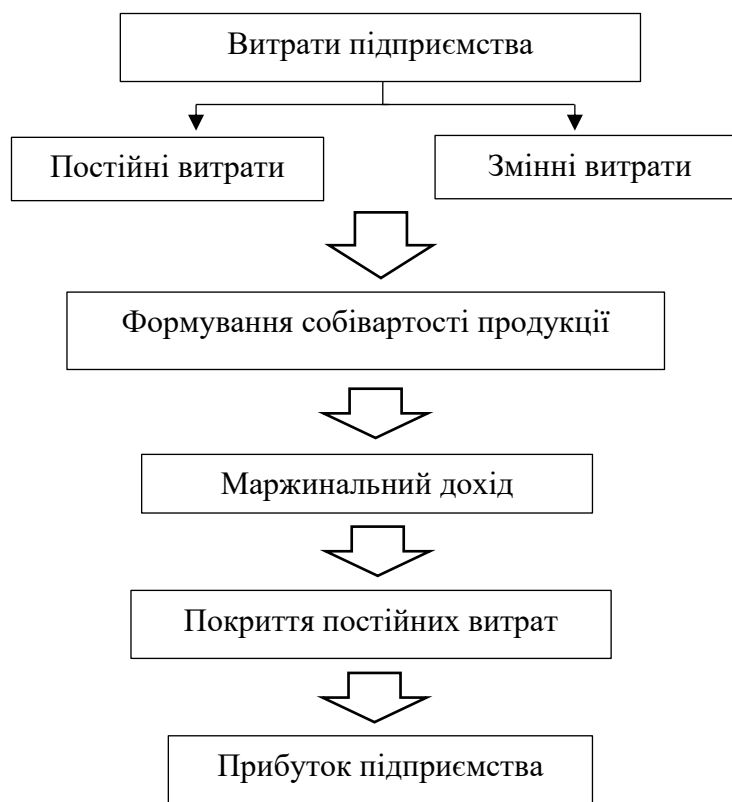 Витрати підприємства
Постійні витрати
Змінні витрати
Формування собівартості продукції
Маржинальний дохід
Покриття постійних витрат
Прибуток підприємства